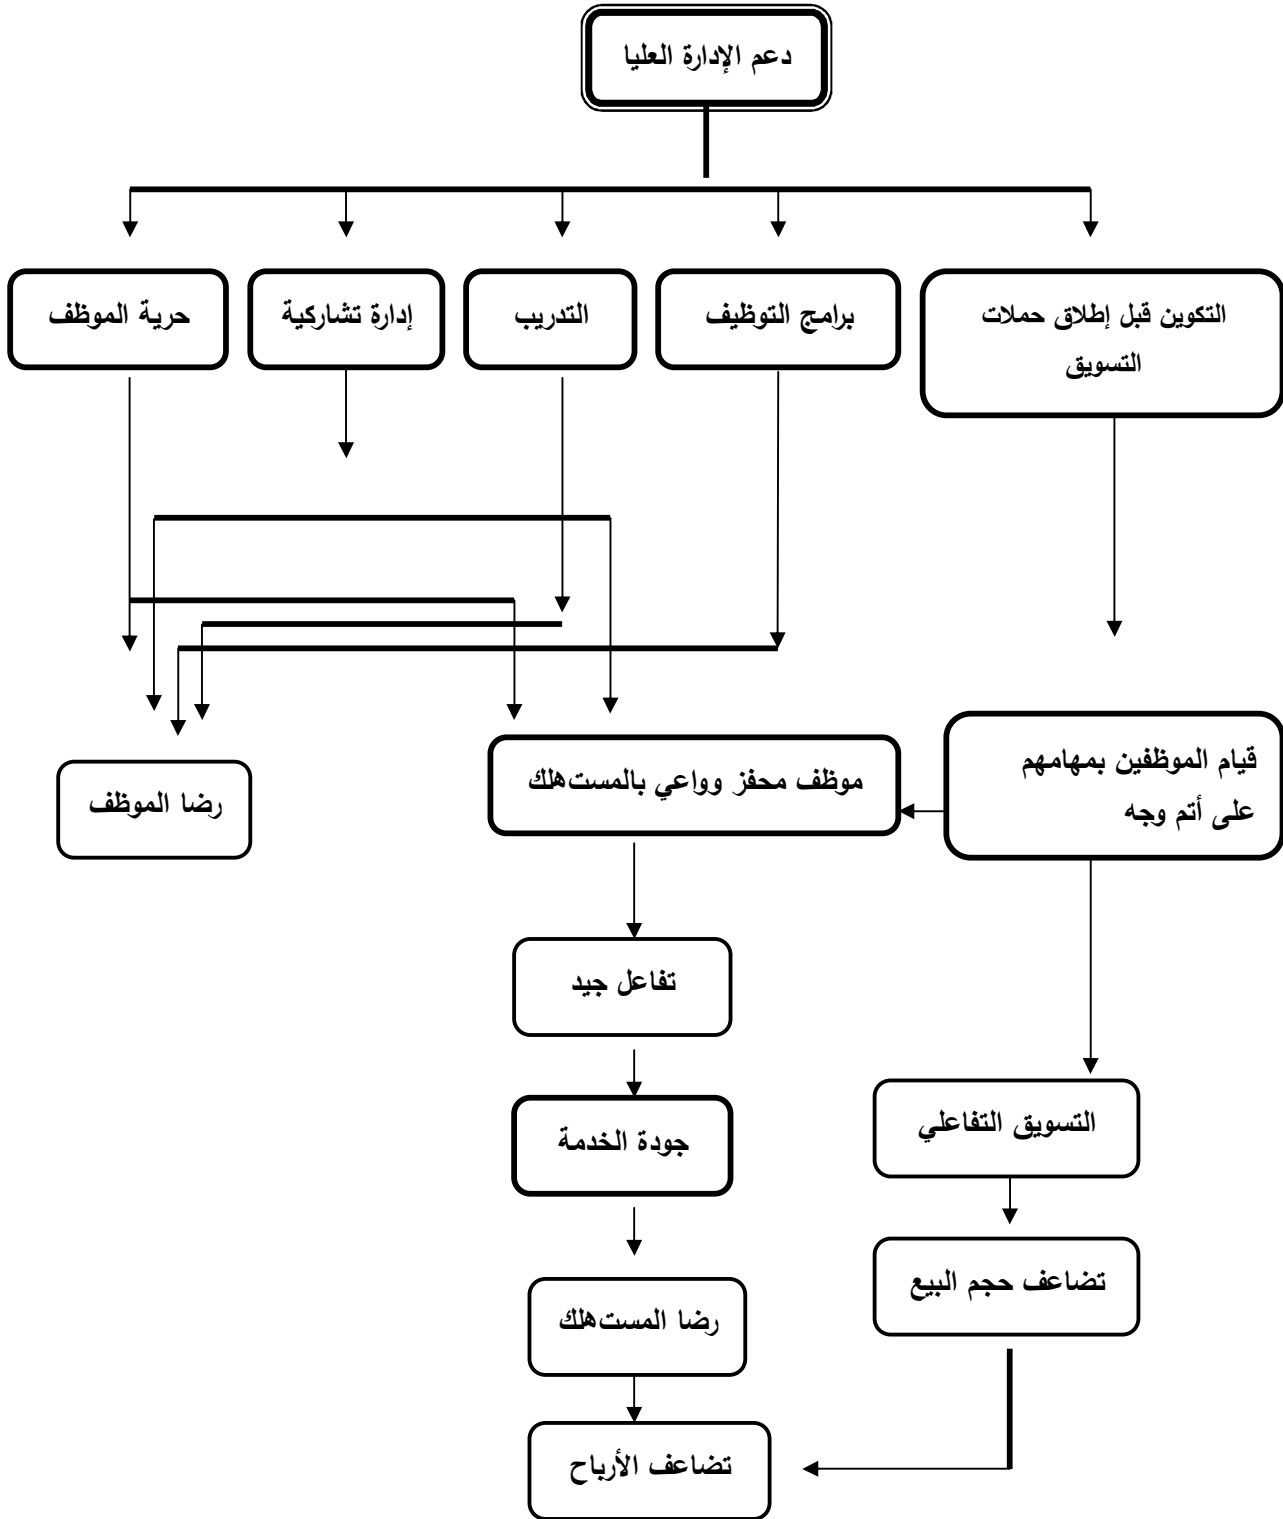 دعم الإدارة العليا
التكوين قبل إطلاق حملات
التسويق
برامج التوظيف
التدريب
إدارة تشاركية
حرية الموظف
قيام الموظفين بمهامهم
على أتم وجه
موظف محفز وواعي بالمستهلك
رضا الموظف
تفاعل جيد
التسويق التفاعلي
جودة الخدمة
تضاعف حجم البيع
رضا المستهلك
تضاعف الأرباح